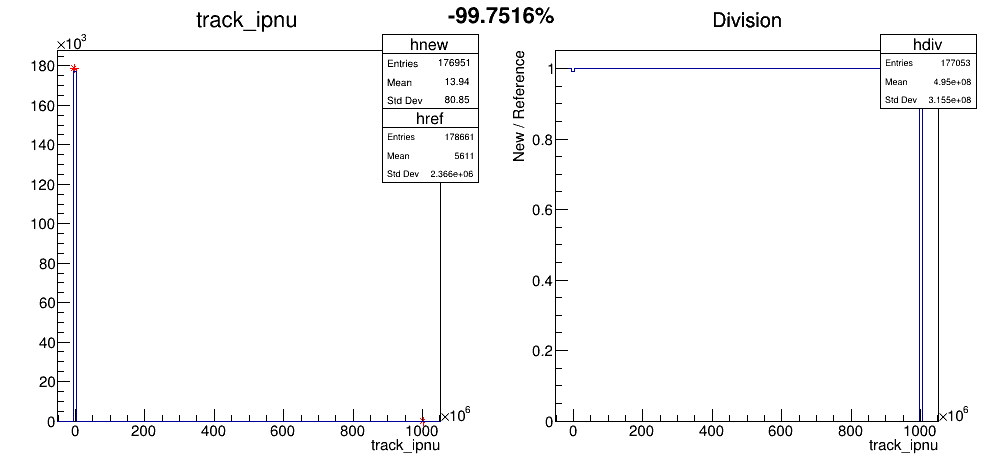 -99.7516%
track_ipnu
×10³
hnew
Entries 176951
Mean 13.94
Std Dev 80.85
href
Entries 178661
Mean 5611
Std Dev 2.366e+06
180
160
140
120
100
80
60
40
20
0
0 200 400 600 800 1000 ×10⁶
track_ipnu
Division
hdiv
Entries 177053
Mean 4.95e+08
Std Dev 3.155e+08
New / Reference
1
0.8
0.6
0.4
0.2
0
0 200 400 600 800 1000 ×10⁶
track_ipnu